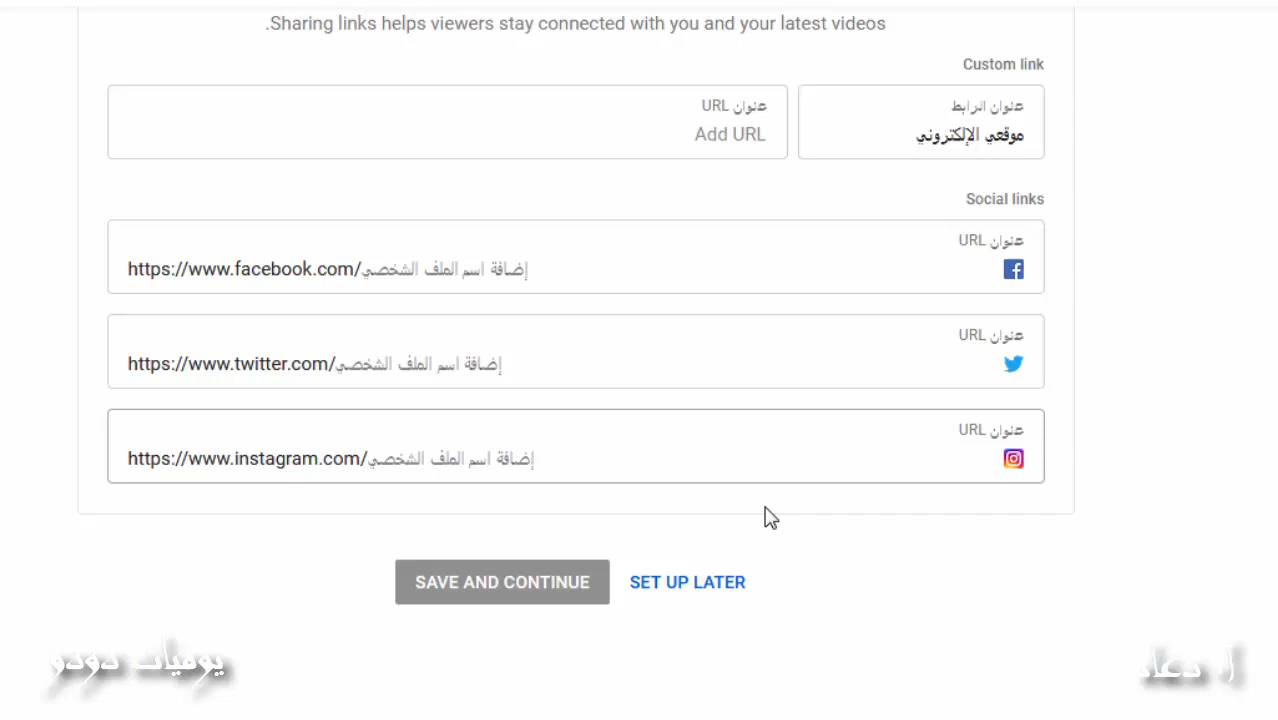 .Sharing links helps viewers stay connected with you and your latest videos
Custom link
عنوان الرابط
موقعي الإلكتروني
عنوان URL
Add URL
Social links
عنوان URL
https://www.facebook.com/إضافة اسم الملف الشخصي
عنوان URL
https://www.twitter.com/إضافة اسم الملف الشخصي
عنوان URL
https://www.instagram.com/إضافة اسم الملف الشخصي
SAVE AND CONTINUE
SET UP LATER
أ. دعاء
يوميات دودو